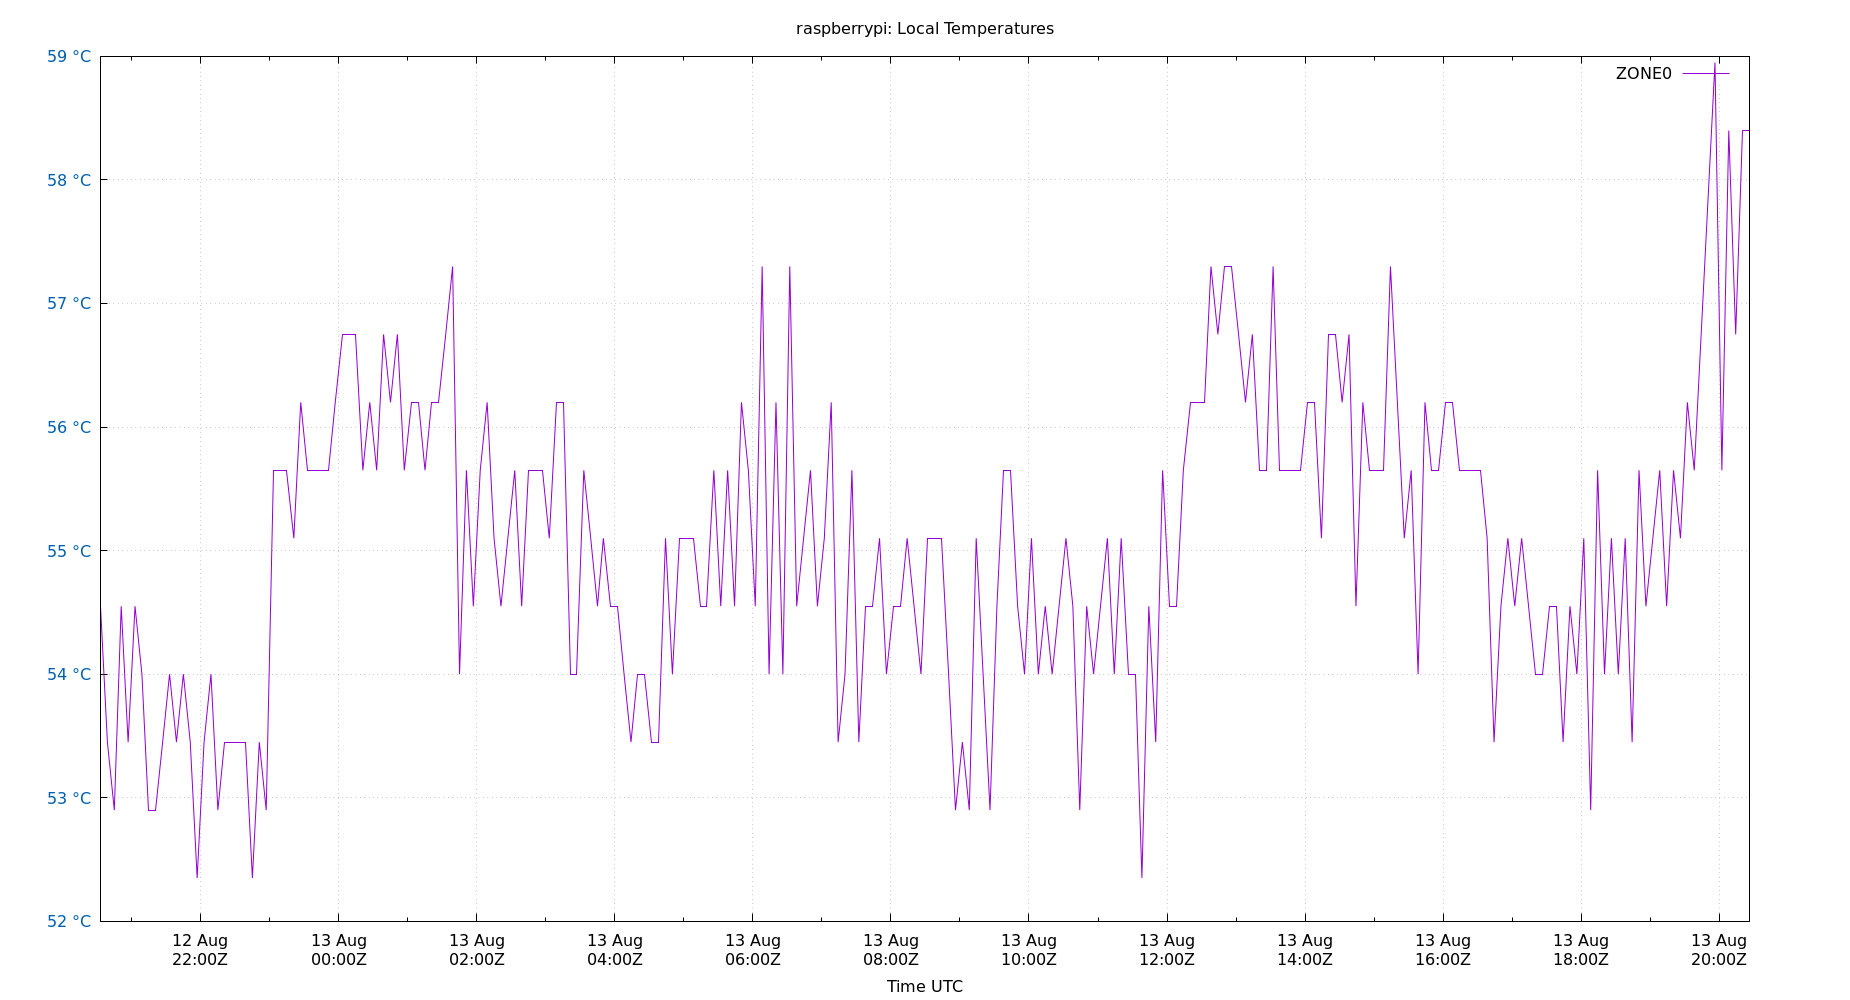 raspberrypi: Local Temperatures
59 °C
58 °C
57 °C
56 °C
55 °C
54 °C
53 °C
52 °C
ZONE0
12 Aug 22:00Z
13 Aug 00:00Z
13 Aug 02:00Z
13 Aug 04:00Z
13 Aug 06:00Z
13 Aug 08:00Z
13 Aug 10:00Z
13 Aug 12:00Z
13 Aug 14:00Z
13 Aug 16:00Z
13 Aug 18:00Z
13 Aug 20:00Z
Time UTC